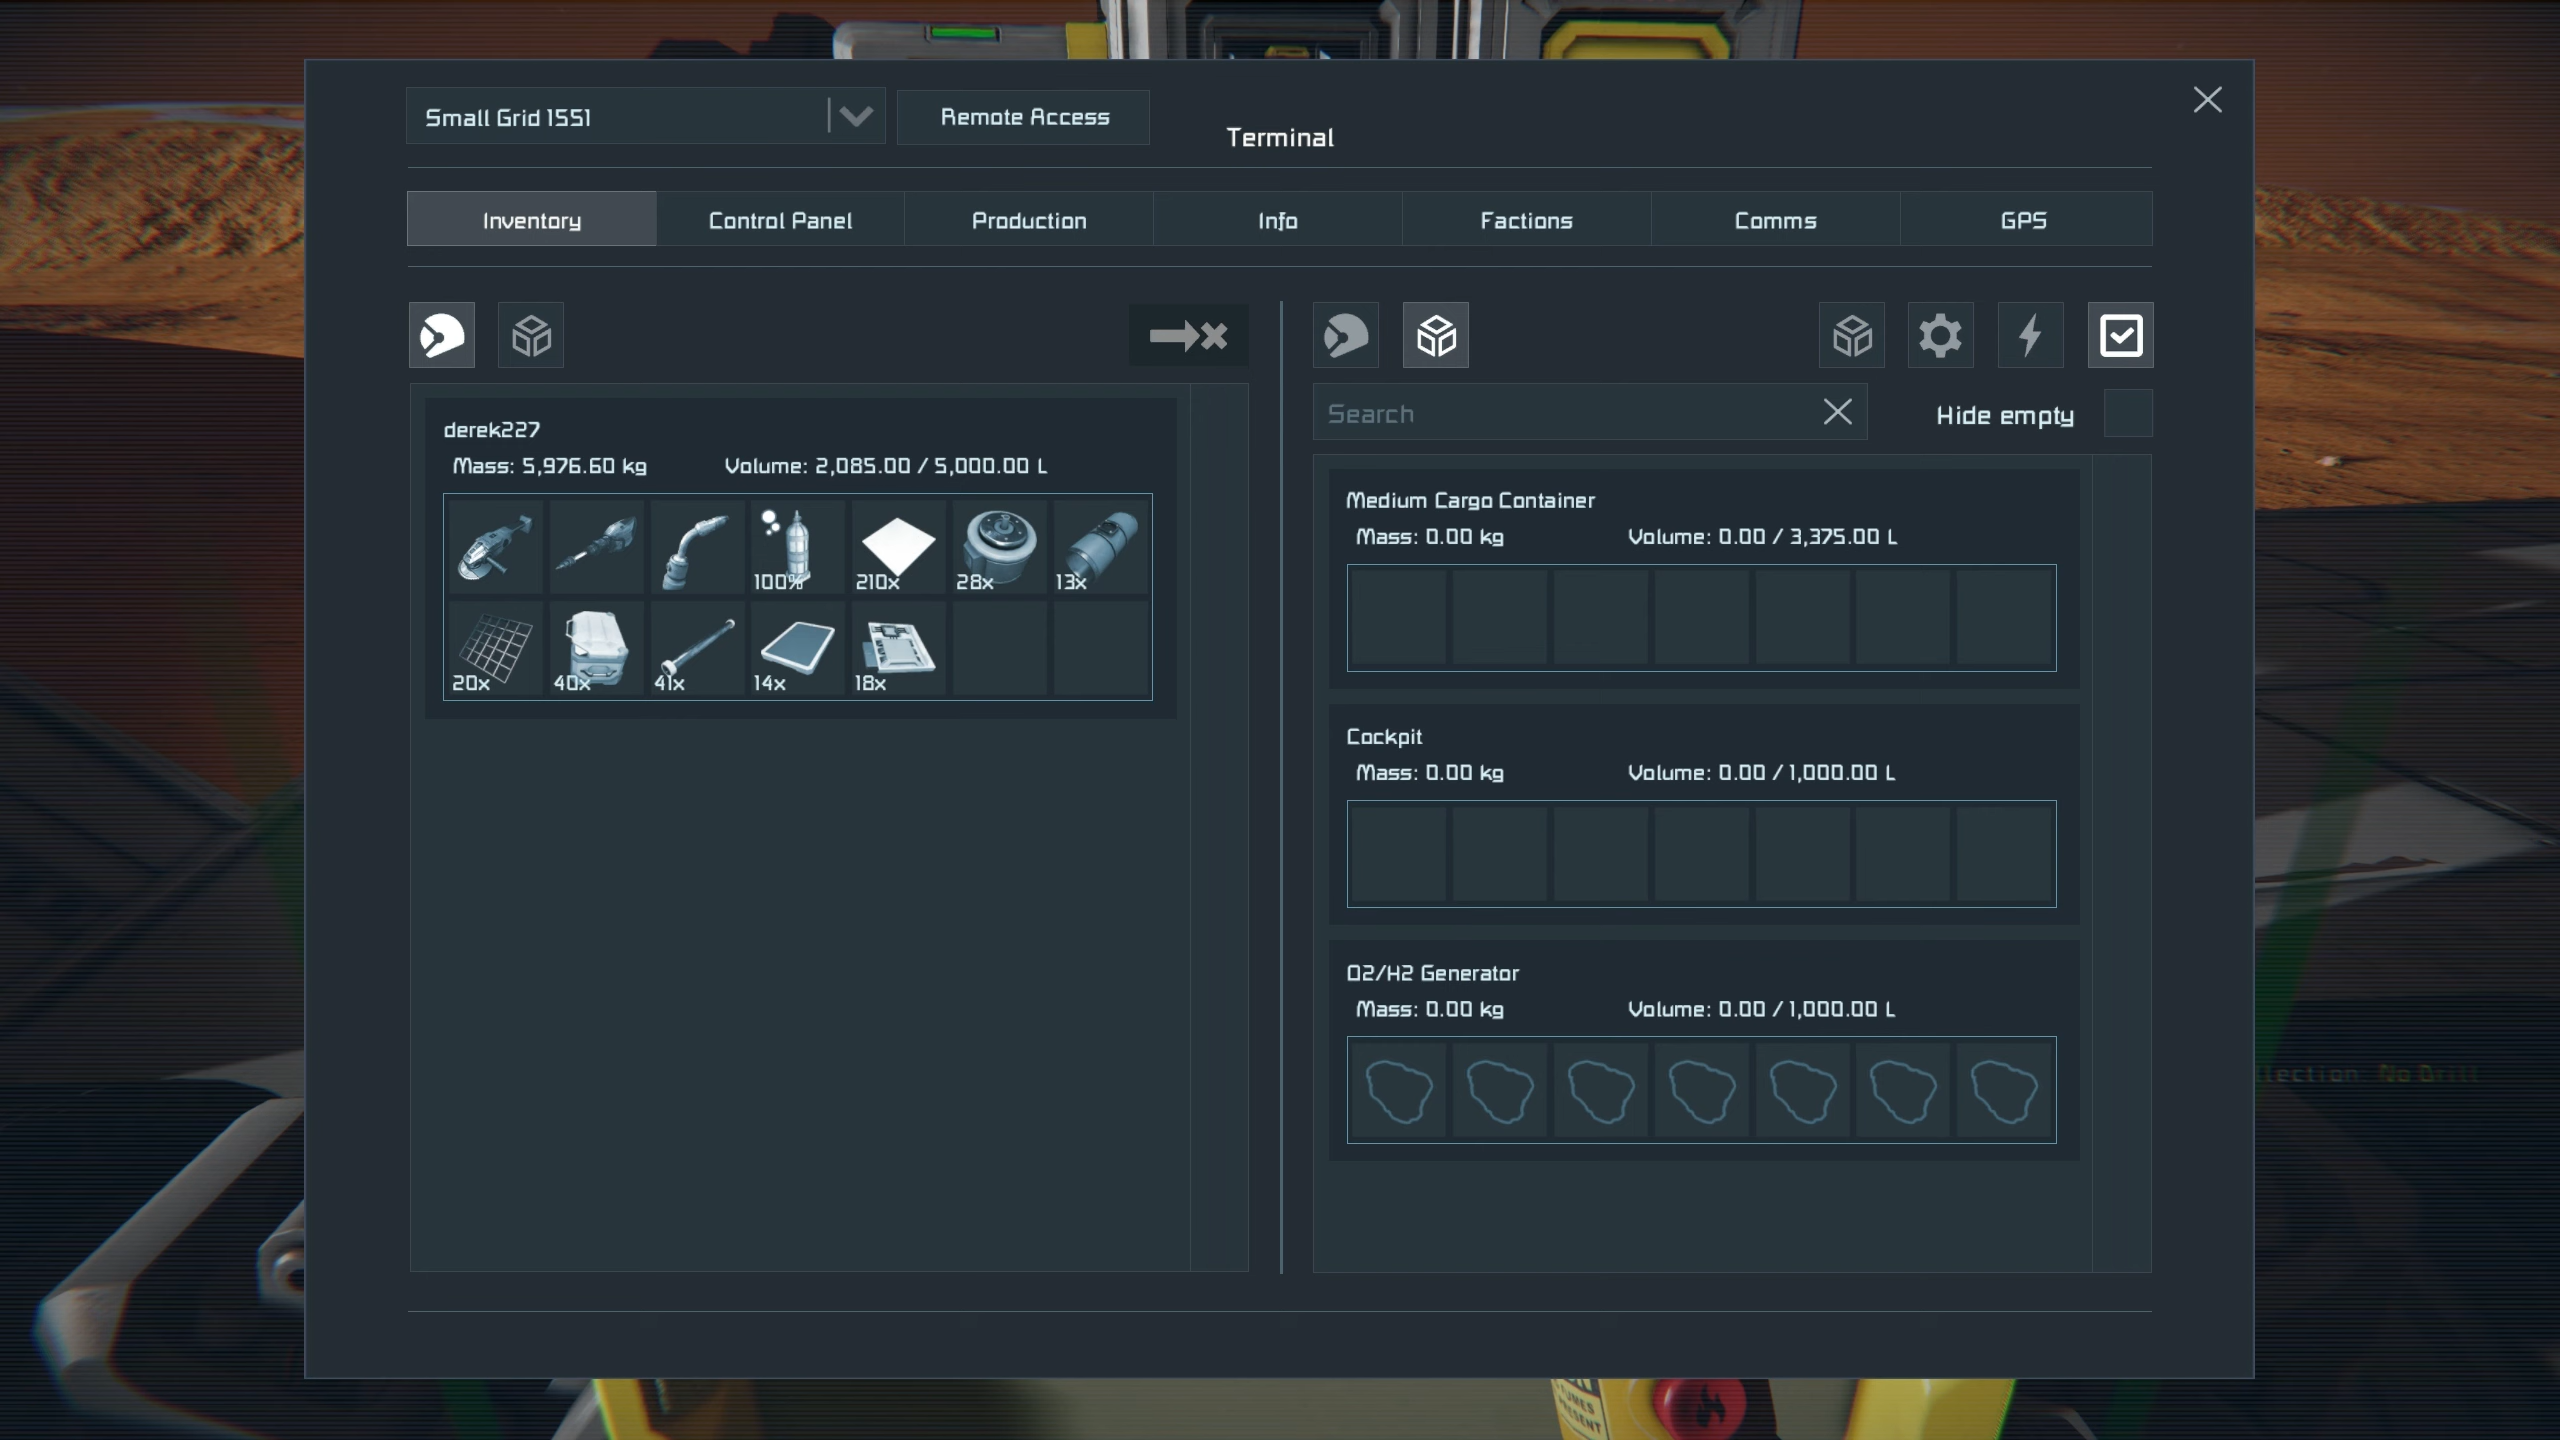 Small Grid 1551
Remote Access
Terminal
Inventory
Control Panel
Production
Info
Factions
Comms
GPS
derek227
Mass: 5,976.60 kg
Volume: 2,085.00 / 5,000.00 L
100%
210x
28x
13x
20x
40x
41x
14x
18x
Search
Hide empty
Medium Cargo Container
Mass: 0.00 kg
Volume: 0.00 / 3,375.00 L
Cockpit
Mass: 0.00 kg
Volume: 0.00 / 1,000.00 L
O2/H2 Generator
Mass: 0.00 kg
Volume: 0.00 / 1,000.00 L
llection No Drill